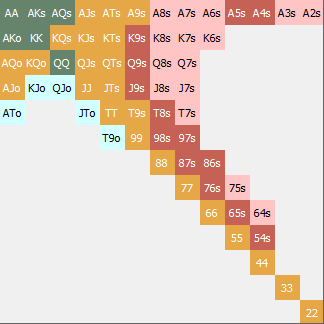 AA AKs AQs AJs ATs A9s A8s A7s A6s A5s A4s A3s A2s
AKo KK KQs KJs KTs K9s K8s K7s K6s
AQo KQo QQ QJs QTs Q9s Q8s Q7s
AJo KJo QJo JJ JTs J9s J8s J7s
ATo JTo TT T9s T8s T7s
T9o 99 98s 97s
88 87s 86s
77 76s 75s
66 65s 64s
55 54s
44
33
22